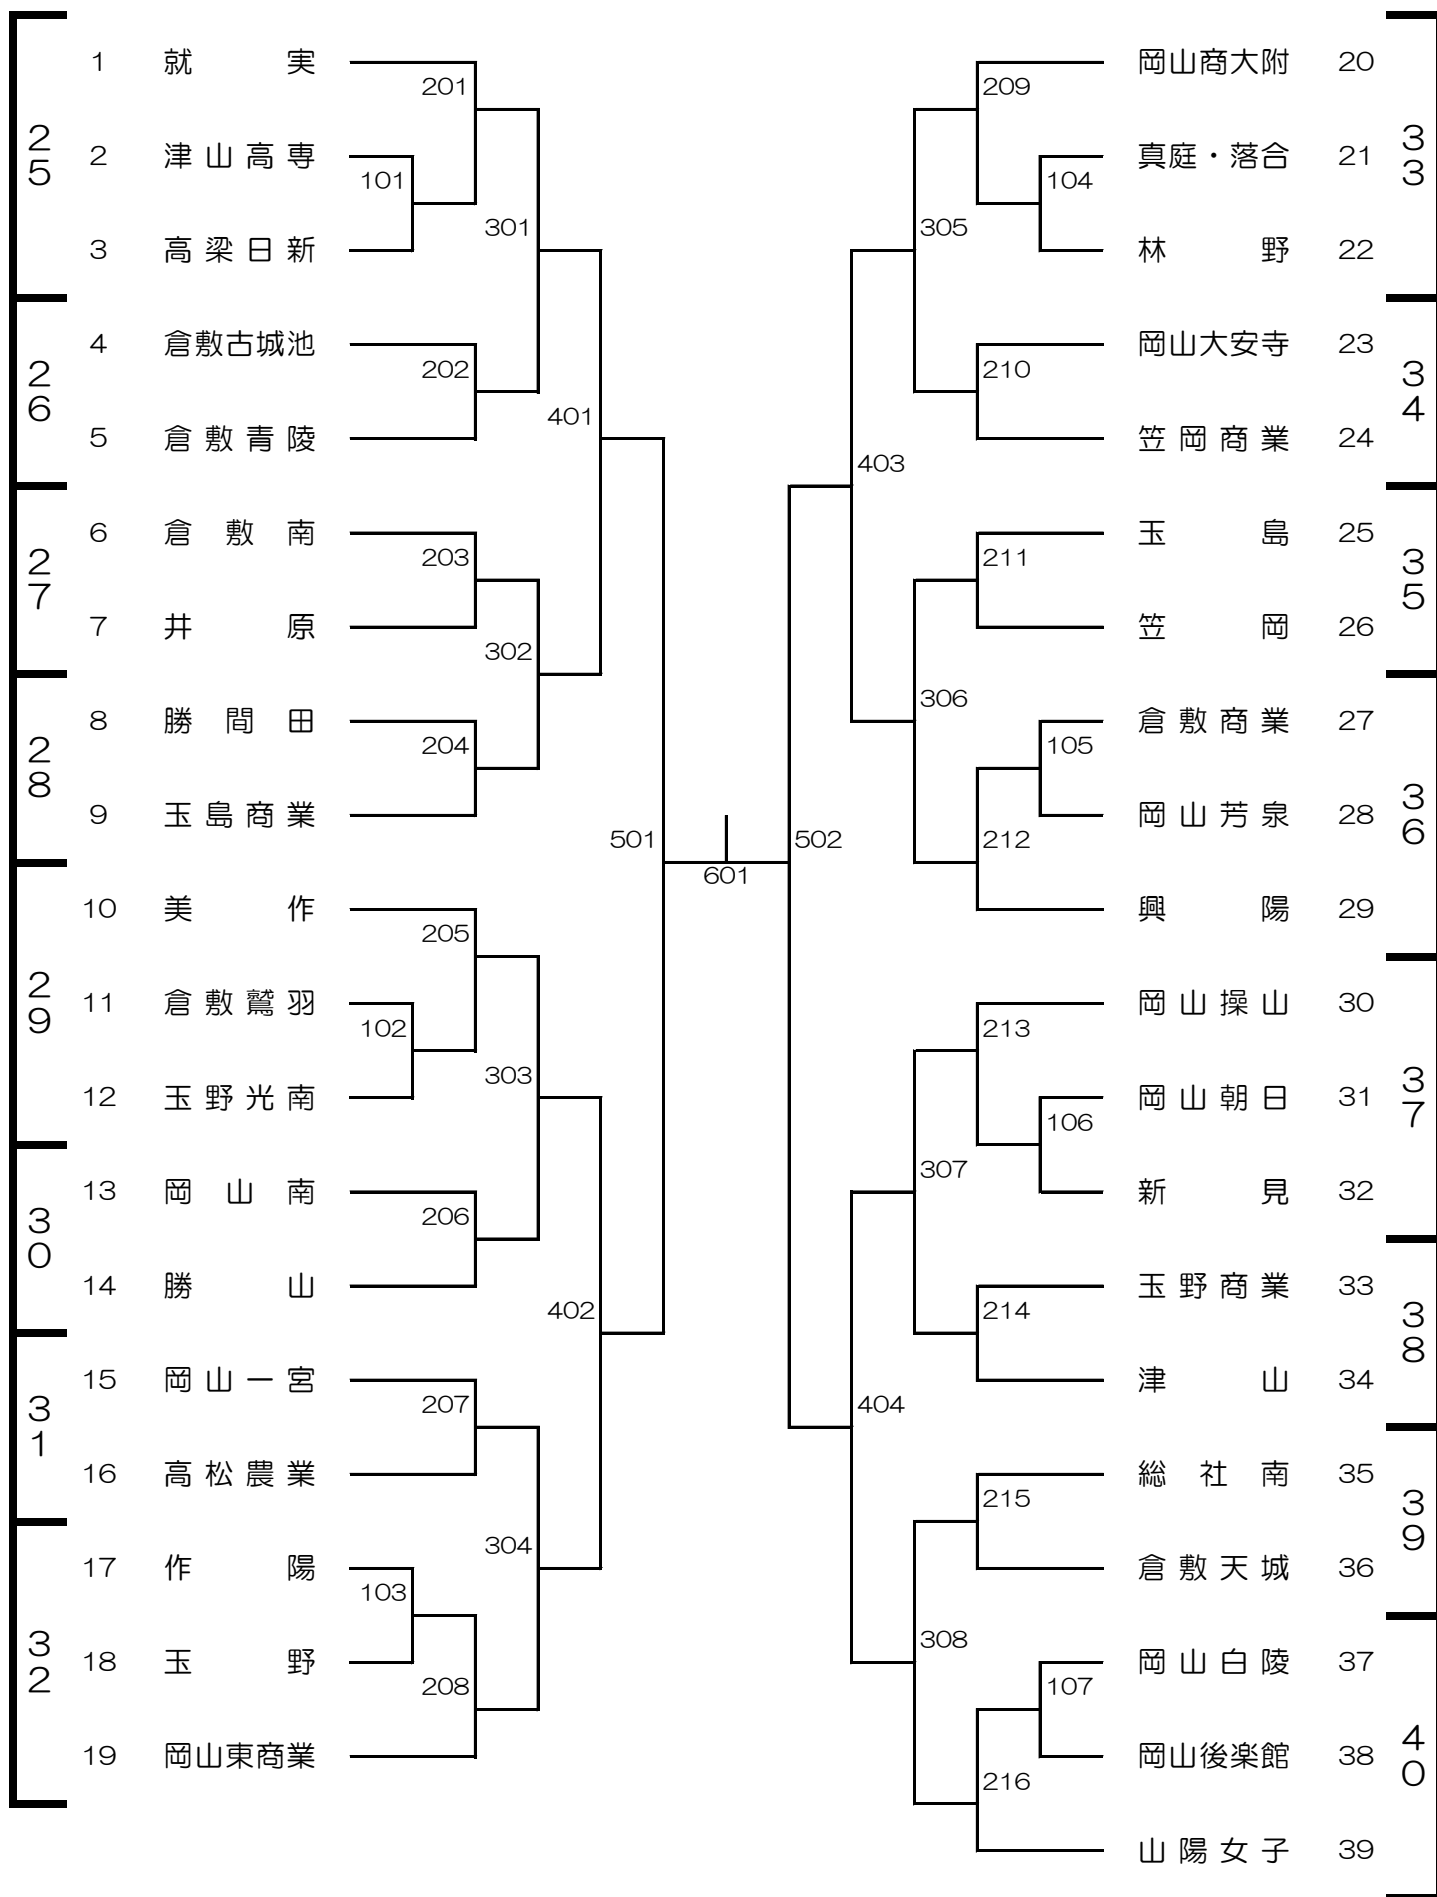 25
1 就実
201
2 津山高専
101
3 高梁日新
301
26
4 倉敷古城池
202
401
5 倉敷青陵
27
6 倉敷南
203
7 井原
302
28
8 勝間田
204
9 玉島商業
501
29
10 美作
205
11 倉敷鷲羽
102
303
12 玉野光南
30
13 岡山南
206
14 勝山
402
31
15 岡山一宮
207
16 高松農業
304
32
17 作陽
103
18 玉野
208
19 岡山東商業
601
岡山商大附 20
209
33
真庭・落合 21
104
305
林野 22
岡山大安寺 23
210
34
笠岡商業 24
403
玉島 25
211
35
笠岡 26
306
倉敷商業 27
105
36
岡山芳泉 28
502
212
興陽 29
岡山操山 30
213
37
岡山朝日 31
106
307
新見 32
玉野商業 33
214
38
津山 34
404
総社南 35
215
39
倉敷天城 36
308
岡山白陵 37
107
40
岡山後楽館 38
216
山陽女子 39